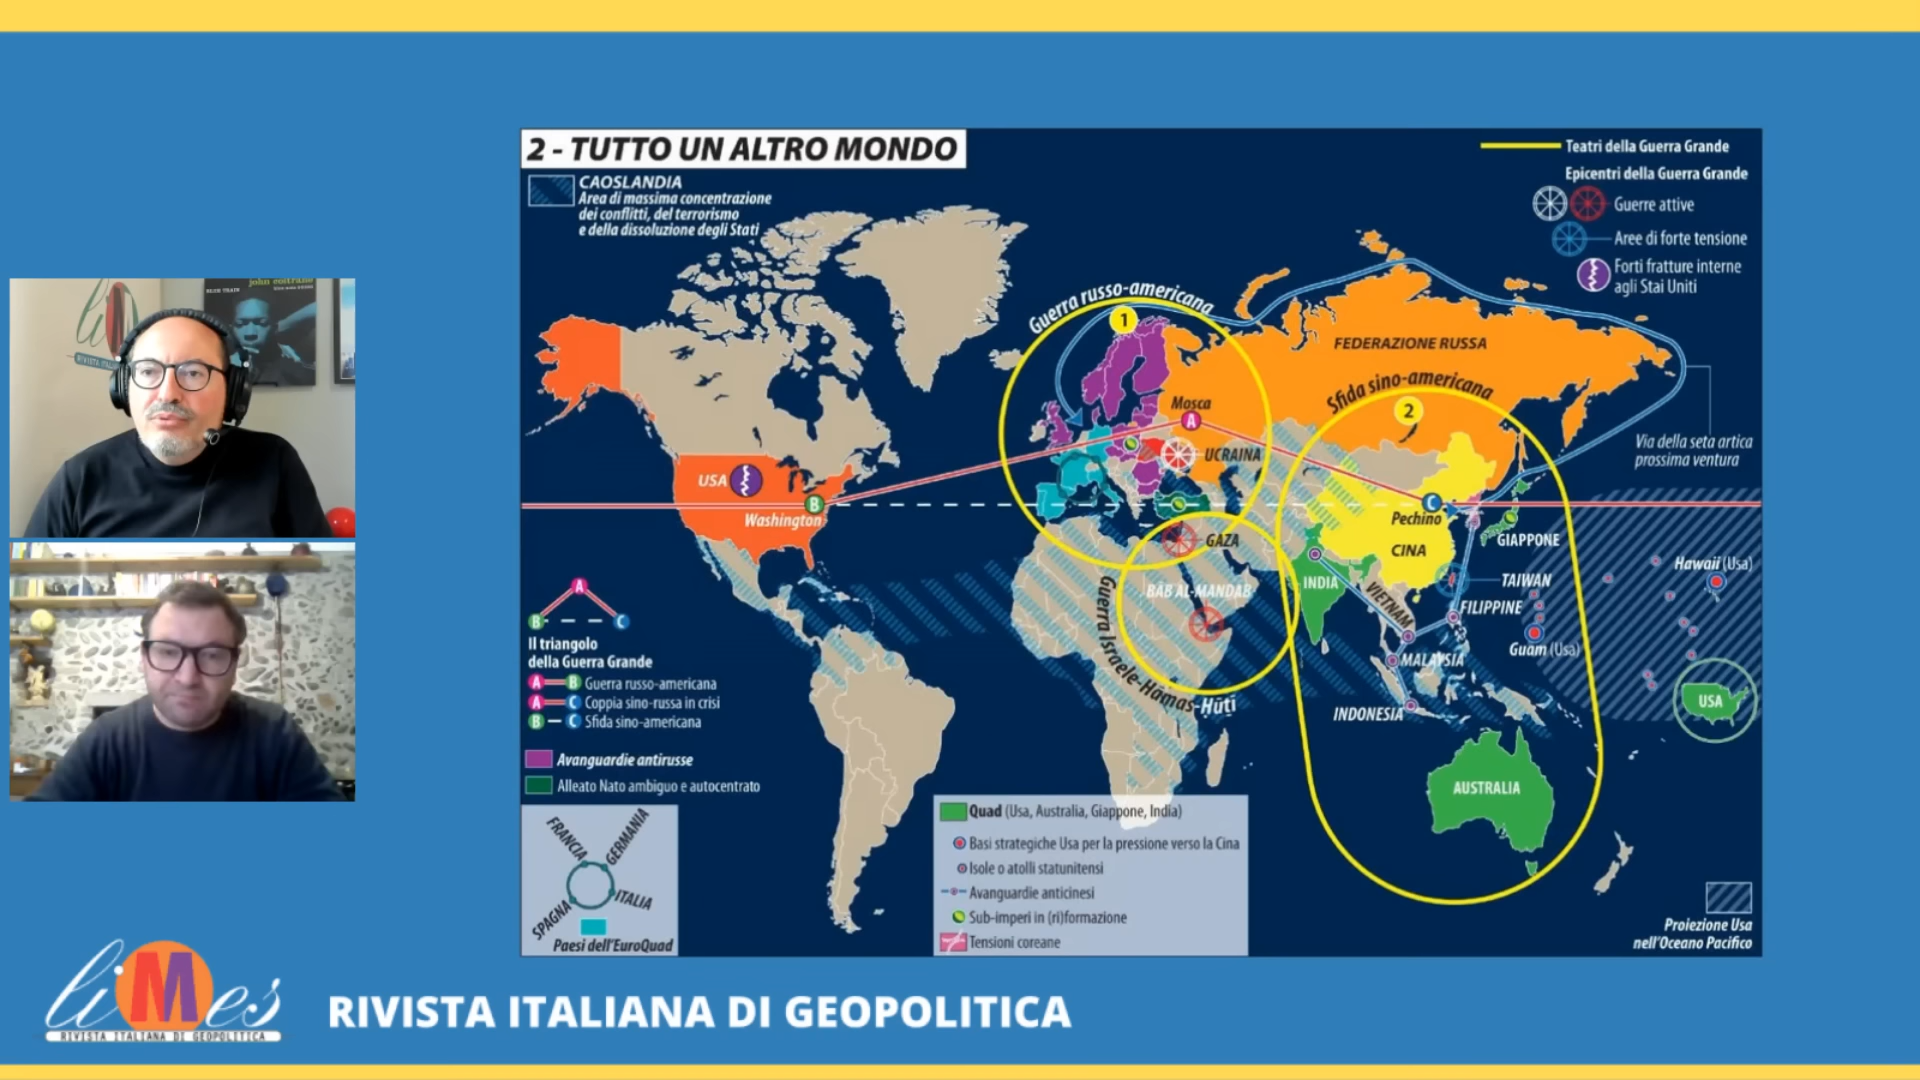 2 - TUTTO UN ALTRO MONDO
CAOSLANDIA
Area di massima concentrazione
dei conflitti, del terrorismo
e della dissoluzione degli Stati
Teatri della Guerra Grande
Epicentri della Guerra Grande
Guerre attive
Aree di forte tensione
Forti fratture interne
agli Stai Uniti
Guerra russo-americana
1
FEDERAZIONE RUSSA
Sfida sino-americana
2
Mosca
A
UCRAINA
Via della seta artica
prossima ventura
USA
B
Washington
C
Pechino
CINA
GIAPPONE
GAZA
BĀB AL-MANDAB
Guerra Israele-Hamas-Ḥūṯī
INDIA
VIETNAM
TAIWAN
FILIPPINE
Hawaii (Usa)
Guam (Usa)
MALAYSIA
INDONESIA
USA
AUSTRALIA
A
B
C
Il triangolo
della Guerra Grande
A B Guerra russo-americana
A C Coppia sino-russa in crisi
B C Sfida sino-americana
Avanguardie antirusse
Alleato Nato ambiguo e autocentrato
FRANCIA
GERMANIA
SPAGNA
ITALIA
Paesi dell'EuroQuad
Quad (Usa, Australia, Giappone, India)
Basi strategiche Usa per la pressione verso la Cina
Isole o atolli statunitensi
Avanguardie anticinesi
Sub-imperi in (ri)formazione
Tensioni coreane
Proiezione Usa
nell'Oceano Pacifico
john coltrane
BLUE TRAIN
liMes
RIVISTA ITALIANA DI GEOPOLITICA
RIVISTA ITALIANA DI GEOPOLITICA